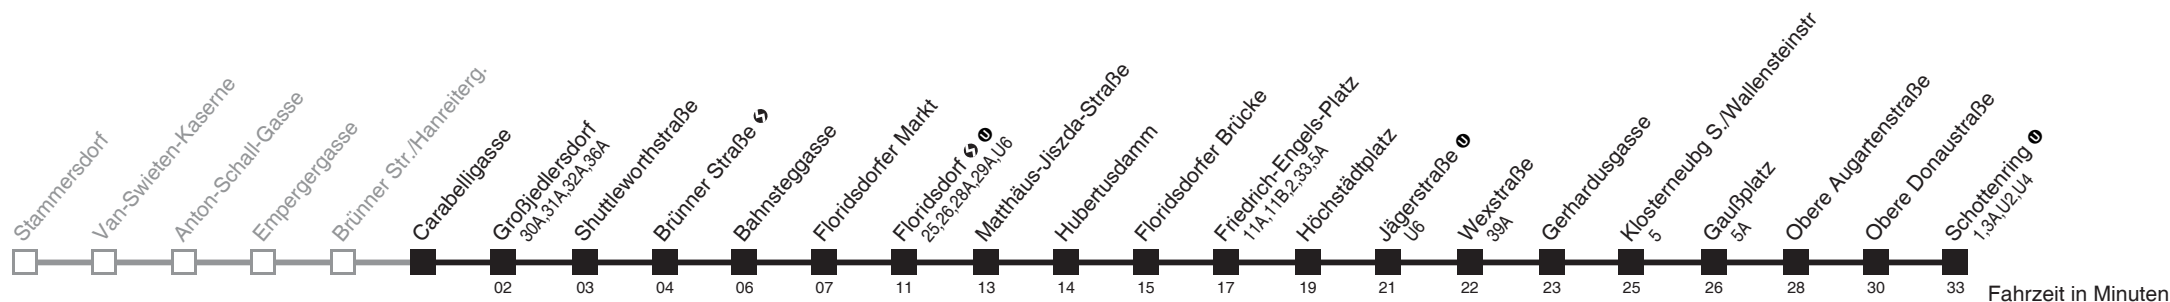 Stammersdorf
Van-Swieten-Kaserne
Anton-Schall-Gasse
Empergergasse
Brünner Str./Hanreiterg.
Carabelligasse
Großjedlersdorf
30A,31A,32A,36A
Shuttleworthstraße
Brünner Straße
Bahnsteggasse
Floridsdorfer Markt
Floridsdorf U
25,26,28A,29A,U6
Matthäus-Jiszda-Straße
Hubertusdamm
Floridsdorfer Brücke
Friedrich-Engels-Platz
11A,11B,2,33,5A
Höchstädtplatz
Jägerstraße U
U6
Wexstraße
39A
Gerhardusgasse
Klosterneubg S./Wallensteinstr
5
Gaußplatz
5A
Obere Augartenstraße
Obere Donaustraße
Schottenring U
1,3A,U2,U4
02 03 04 06 07 11 13 14 15 17 19 21 22 23 25 26 28 30 33 Fahrzeit in Minuten